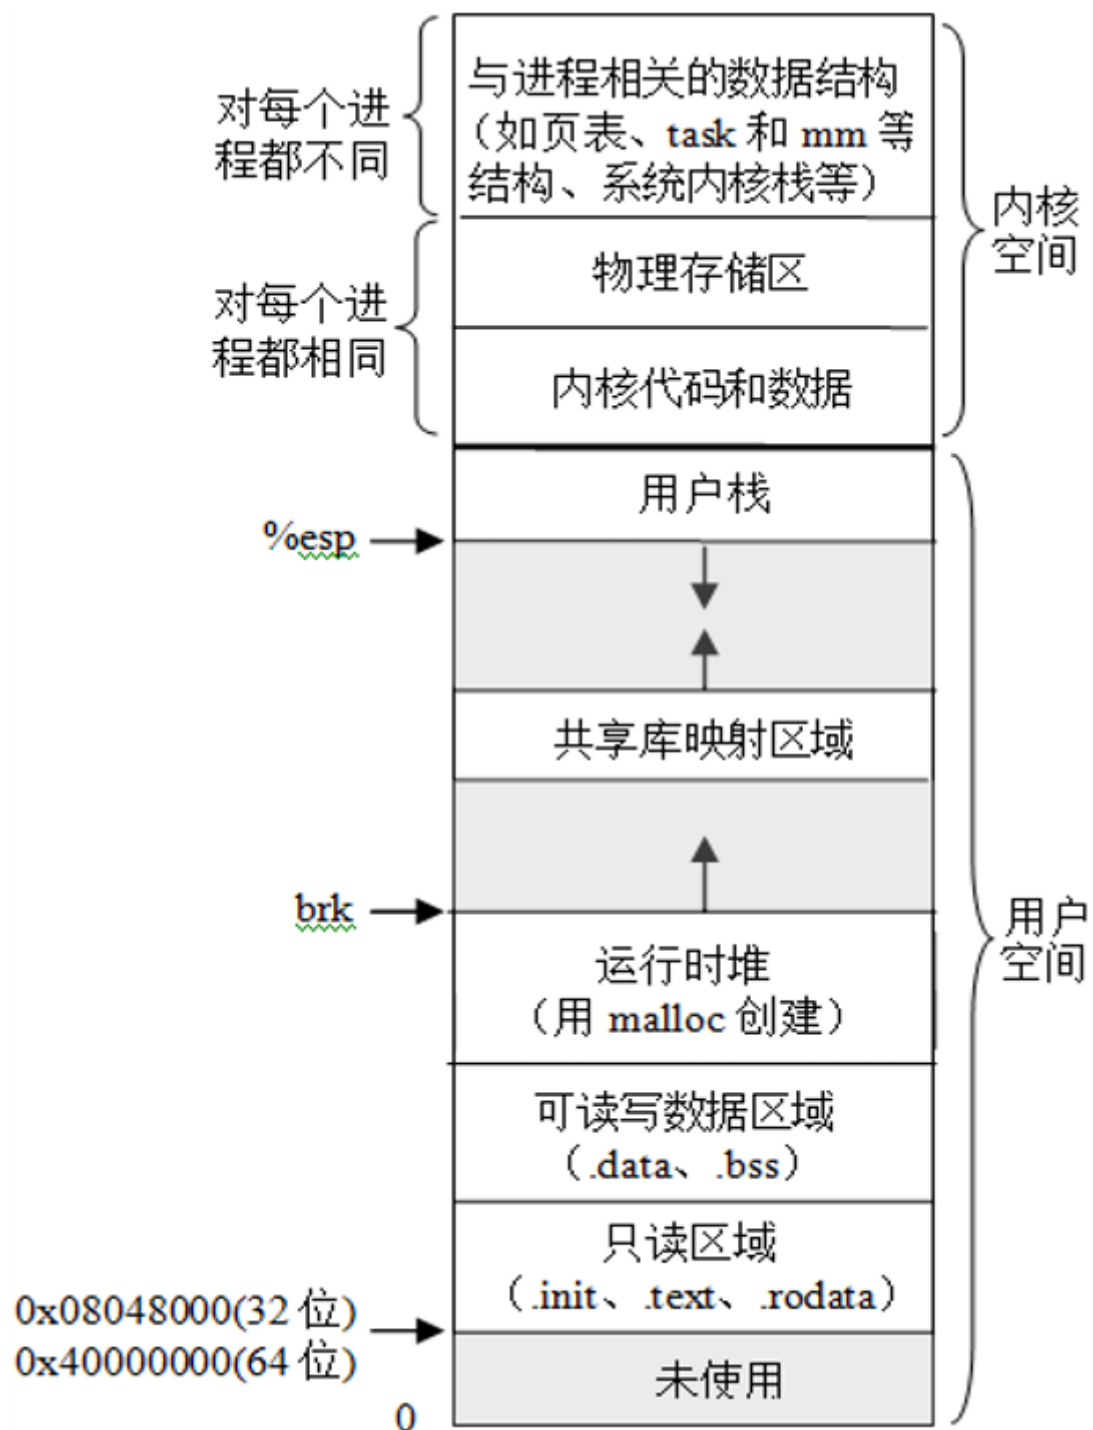 对每个进
程都不同
与进程相关的数据结构
（如页表、task 和 mm 等
结构、系统内核栈等）
内核
空间
物理存储区
对每个进
程都相同
内核代码和数据
用户栈
%esp
共享库映射区域
brk
运行时堆
（用 malloc 创建）
用户
空间
可读写数据区域
（.data、.bss）
只读区域
（.init、.text、.rodata）
0x08048000(32 位)
0x40000000(64 位)
未使用
0